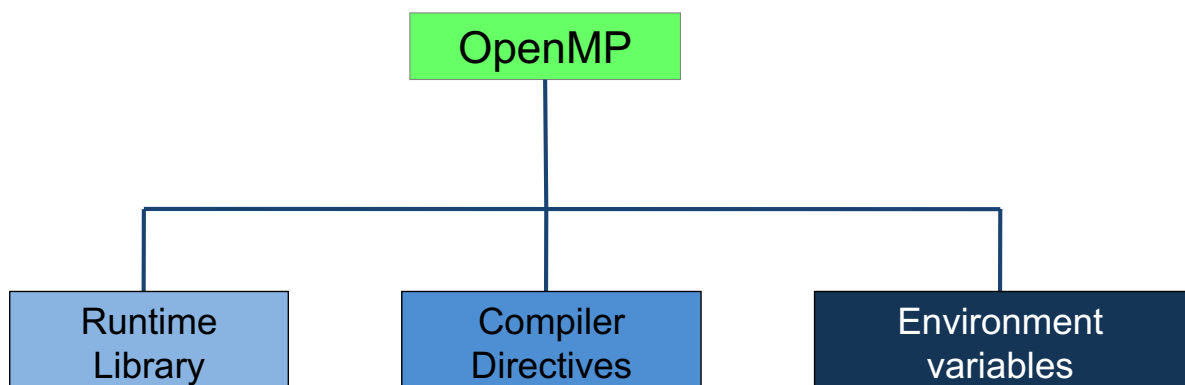 OpenMP
Runtime
Library
Compiler
Directives
Environment
variables